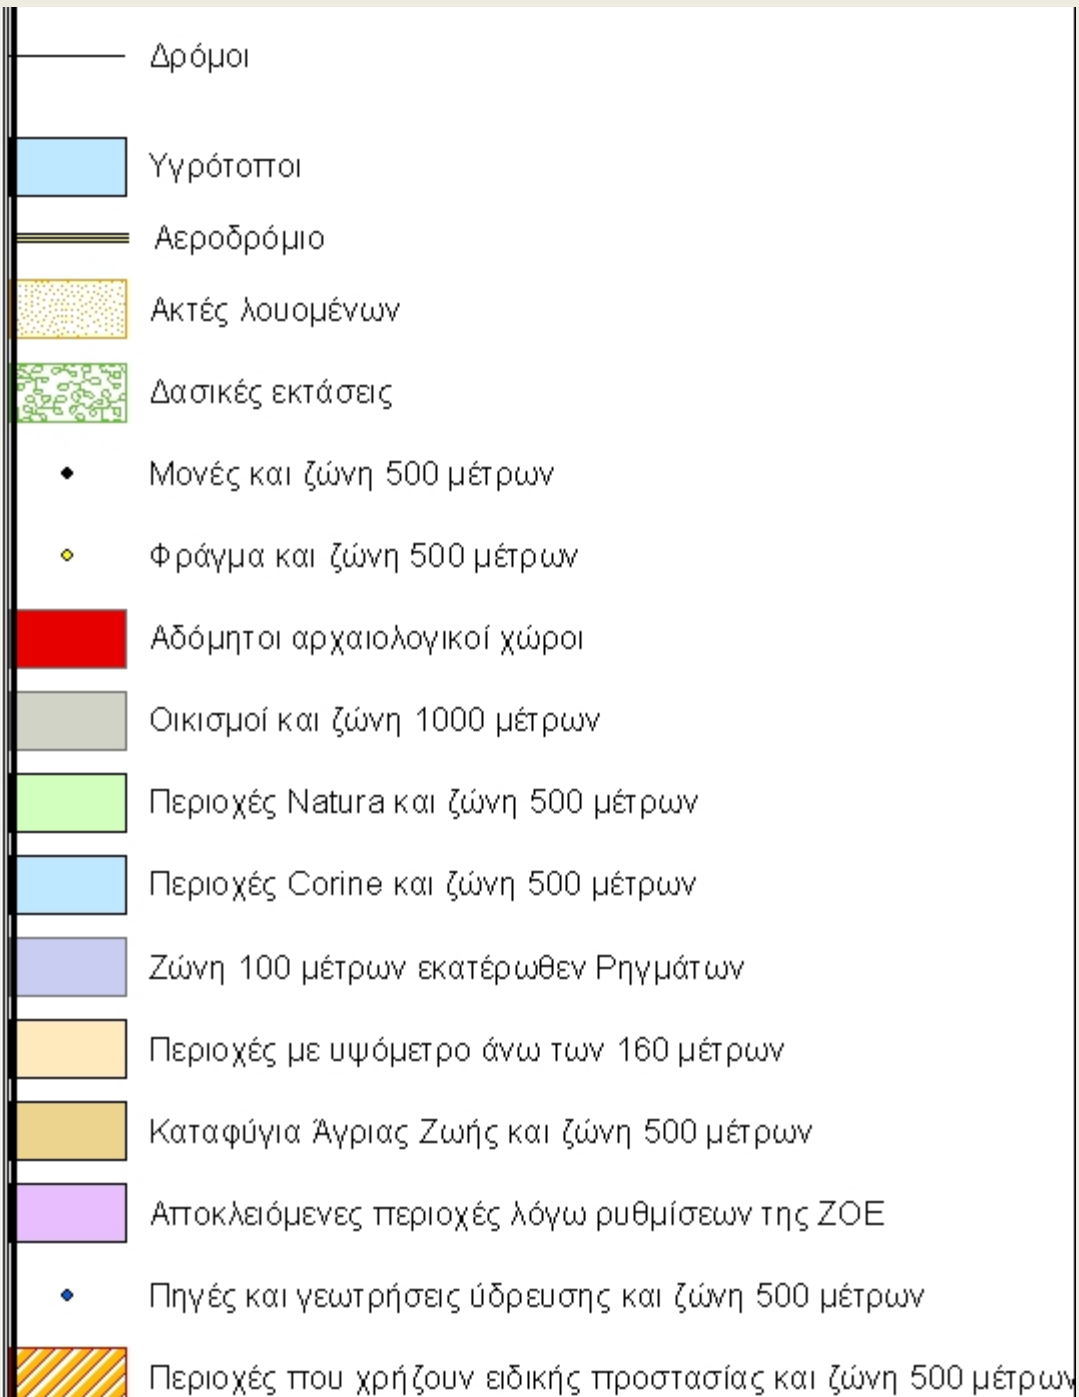 Δρόμοι
Υγρότοποι
Αεροδρόμιο
Ακτές λουομένων
Δασικές εκτάσεις
Μονές και ζώνη 500 μέτρων
Φράγμα και ζώνη 500 μέτρων
Αδόμητοι αρχαιολογικοί χώροι
Οικισμοί και ζώνη 1000 μέτρων
Περιοχές Natura και ζώνη 500 μέτρων
Περιοχές Corine και ζώνη 500 μέτρων
Ζώνη 100 μέτρων εκατέρωθεν Ρηγμάτων
Περιοχές με υψόμετρο άνω των 160 μέτρων
Καταφύγια Άγριας Ζωής και ζώνη 500 μέτρων
Αποκλειόμενες περιοχές λόγω ρυθμίσεων της ΖΟΕ
Πηγές και γεωτρήσεις ύδρευσης και ζώνη 500 μέτρων
Περιοχές που χρήζουν ειδικής προστασίας και ζώνη 500 μέτρων